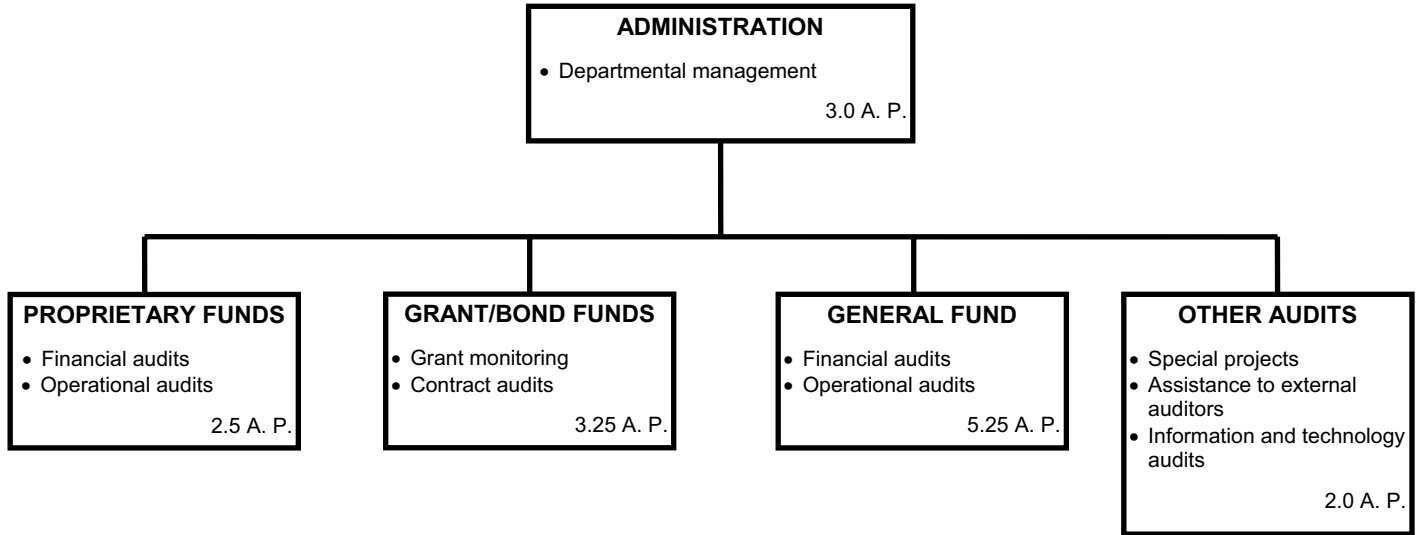 ADMINISTRATION
• Departmental management
3.0 A. P.
PROPRIETARY FUNDS
• Financial audits
• Operational audits
2.5 A. P.
GRANT/BOND FUNDS
• Grant monitoring
• Contract audits
3.25 A. P.
GENERAL FUND
• Financial audits
• Operational audits
5.25 A. P.
OTHER AUDITS
• Special projects
• Assistance to external
auditors
• Information and technology
audits
2.0 A. P.